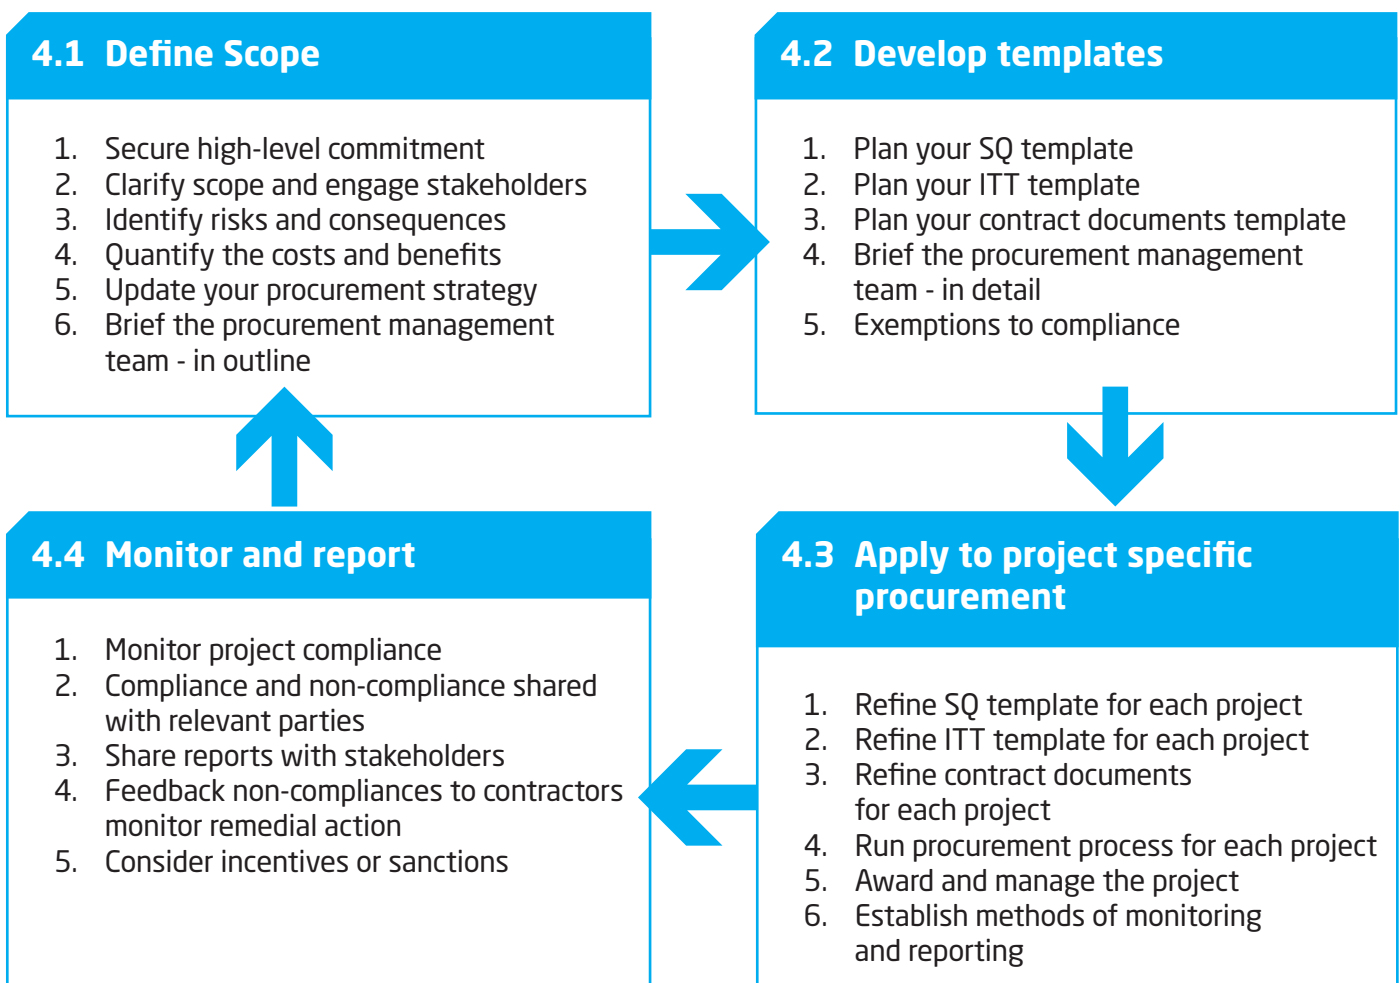 4.1 Define Scope
1. Secure high-level commitment
2. Clarify scope and engage stakeholders
3. Identify risks and consequences
4. Quantify the costs and benefits
5. Update your procurement strategy
6. Brief the procurement management
team - in outline
4.2 Develop templates
1. Plan your SQ template
2. Plan your ITT template
3. Plan your contract documents template
4. Brief the procurement management
team - in detail
5. Exemptions to compliance
4.3 Apply to project specific
procurement
1. Refine SQ template for each project
2. Refine ITT template for each project
3. Refine contract documents
for each project
4. Run procurement process for each project
5. Award and manage the project
6. Establish methods of monitoring
and reporting
4.4 Monitor and report
1. Monitor project compliance
2. Compliance and non-compliance shared
with relevant parties
3. Share reports with stakeholders
4. Feedback non-compliances to contractors
monitor remedial action
5. Consider incentives or sanctions